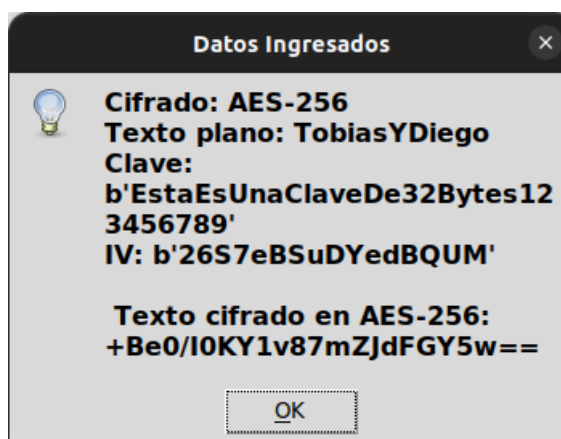 Datos Ingresados
Cifrado: AES-256
Texto plano: TobiasYDiego
Clave:
b'EstaEsUnaClaveDe32Bytes12
3456789'
IV: b'26S7eBSuDYedBQUM'
Texto cifrado en AES-256:
+Be0/I0KY1v87mZJdFGY5w==
OK